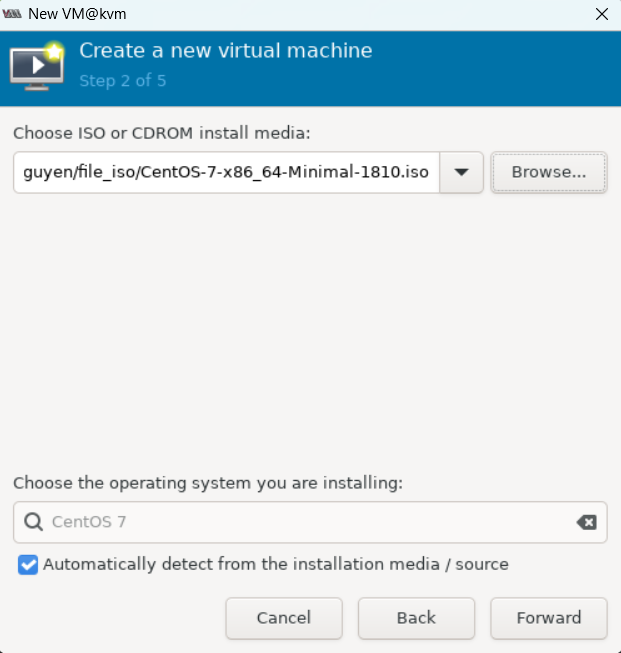 New VM@kvm
Create a new virtual machine
Step 2 of 5
Choose ISO or CDROM install media:
guyen/file_iso/CentOS-7-x86_64-Minimal-1810.iso
Browse...
Choose the operating system you are installing:
CentOS 7
Automatically detect from the installation media / source
Cancel
Back
Forward